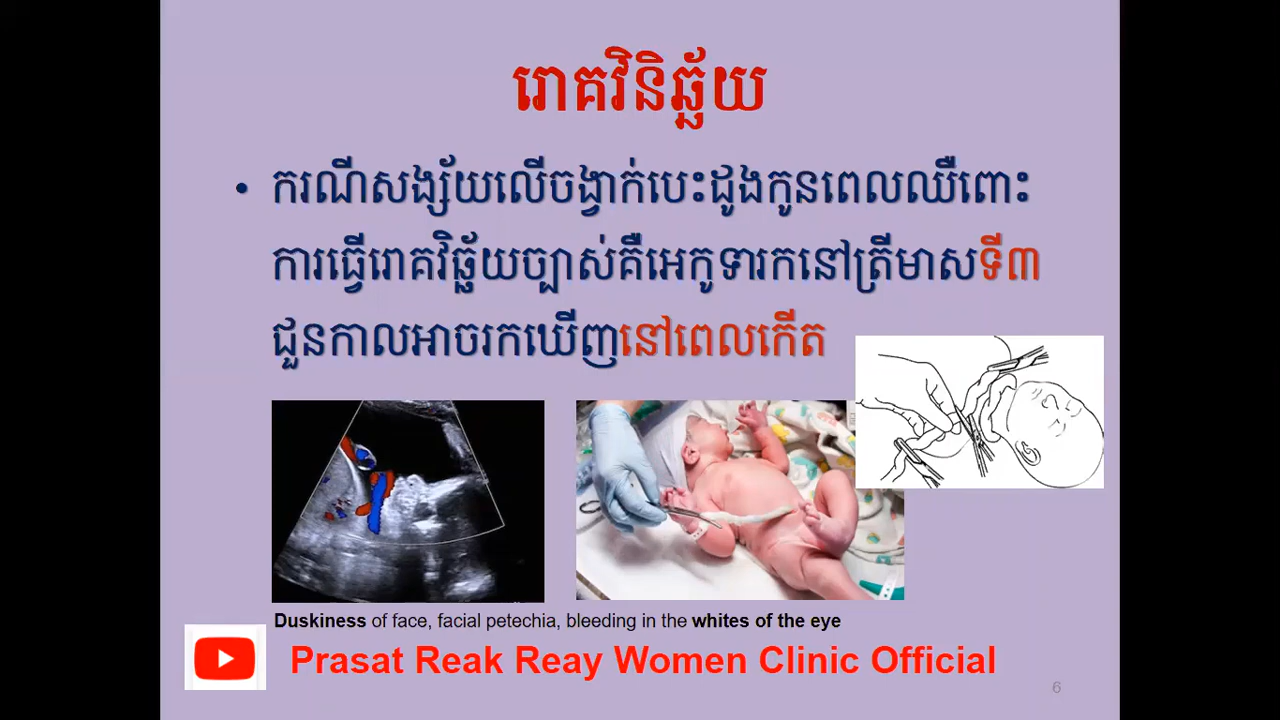 រោគវិនិច្ឆ័យ
• ករណីសង្ស័យលើចង្វាក់បេះដូងកូនពេលឈឺពោះ
ការធ្វើរោគវិច្ឆ័យច្បាស់គឺអេកូទារកនៅត្រីមាសទី៣
ជួនកាលអាចរកឃើញនៅពេលកើត
Duskiness of face, facial petechia, bleeding in the whites of the eye
Prasat Reak Reay Women Clinic Official
6